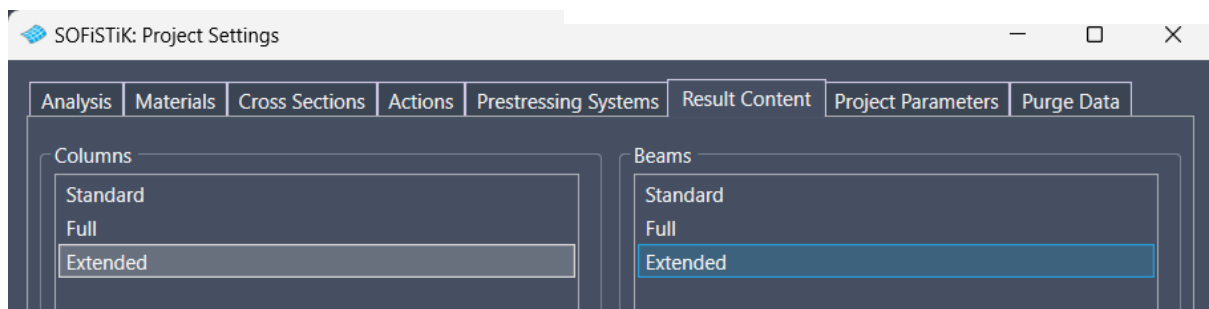 SOFiSTiK: Project Settings
Analysis Materials Cross Sections Actions Prestressing Systems Result Content Project Parameters Purge Data
Columns
Standard
Full
Extended
Beams
Standard
Full
Extended